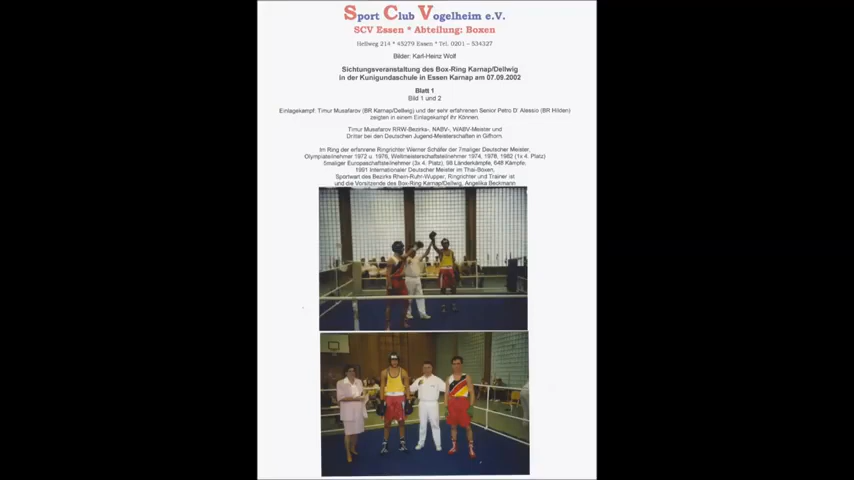 Sport Club Vogelheim e.V.
SCV Essen * Abteilung: Boxen
Hellweg 214 * 45279 Essen * Tel. 0201 – 534327
Bilder: Karl-Heinz Wolf
Sichtungsveranstaltung des Box-Ring Karnap/Dellwig
in der Kunigundaschule in Essen Karnap am 07.09.2002
Blatt 1
Bild 1 und 2
Einlagekampf: Timur Musafarov (BR Karnap/Dellwig) und der sehr erfahrenen Senior Petro D' Alessio (BR Hilden)
zeigten in einem Einlagekampf ihr Können.
Timur Musafarov RRW-Bezirks-, NABV-, WABV-Meister und
Dritter bei den Deutschen Jugend-Meisterschaften in Gifhorn.
Im Ring der erfahrene Ringrichter Werner Schäfer der 7maliger Deutscher Meister,
Olympiateilnehmer 1972 u. 1976, Weltmeisterschaftsteilnehmer 1974, 1978, 1982 (1x 4. Platz)
5maliger Europaschaftsteilnehmer (3x 4. Platz), 98 Länderkämpfe, 648 Kämpfe,
1991 Internationaler Deutscher Meister im Thai-Boxen,
Sportwart des Bezirks Rhein-Ruhr-Wupper, Ringrichter und Trainer ist
und die Vorsitzende des Box-Ring Karnap/Dellwig, Angelika Beckmann